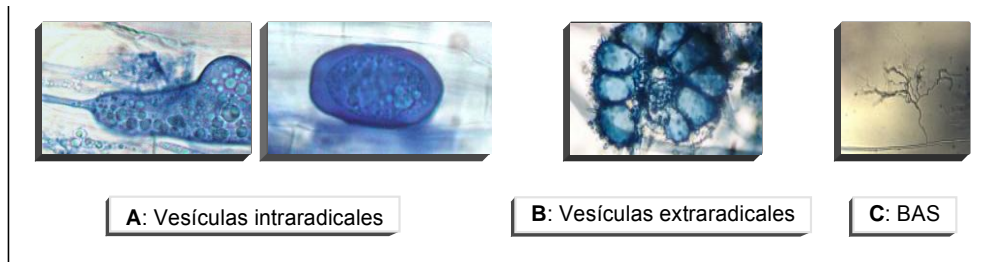 A: Vesículas intraradicales
B: Vesículas extraradicales
C: BAS